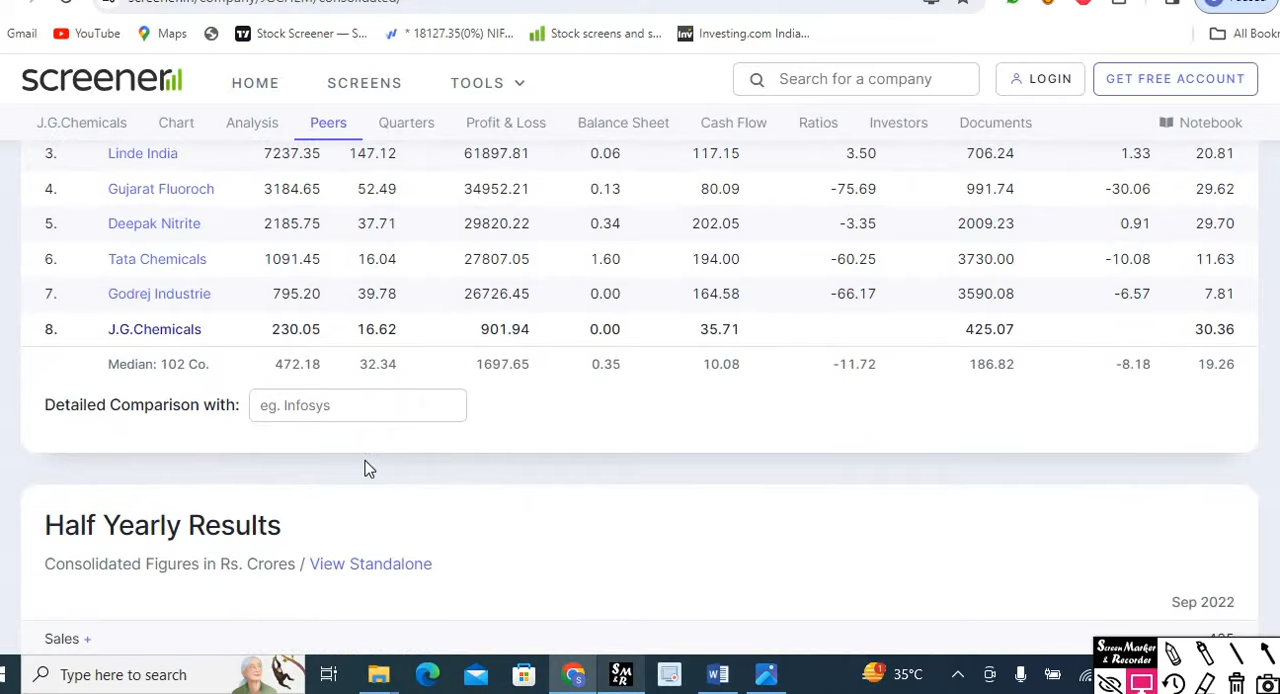 Gmail YouTube Maps Stock Screener — S... * 18127.35(0%) NIF... Stock screens and s... Inv Investing.com India... All Bookr
screener HOME SCREENS TOOLS Search for a company LOGIN GET FREE ACCOUNT
J.G.Chemicals Chart Analysis Peers Quarters Profit & Loss Balance Sheet Cash Flow Ratios Investors Documents Notebook
3. Linde India 7237.35 147.12 61897.81 0.06 117.15 3.50 706.24 1.33 20.81
4. Gujarat Fluoroch 3184.65 52.49 34952.21 0.13 80.09 -75.69 991.74 -30.06 29.62
5. Deepak Nitrite 2185.75 37.71 29820.22 0.34 202.05 -3.35 2009.23 0.91 29.70
6. Tata Chemicals 1091.45 16.04 27807.05 1.60 194.00 -60.25 3730.00 -10.08 11.63
7. Godrej Industrie 795.20 39.78 26726.45 0.00 164.58 -66.17 3590.08 -6.57 7.81
8. J.G.Chemicals 230.05 16.62 901.94 0.00 35.71 425.07 30.36
Median: 102 Co. 472.18 32.34 1697.65 0.35 10.08 -11.72 186.82 -8.18 19.26
Detailed Comparison with: eg. Infosys
Half Yearly Results
Consolidated Figures in Rs. Crores / View Standalone
Sep 2022
Sales +
Screen Marker
& Recorder
Type here to search 35°C